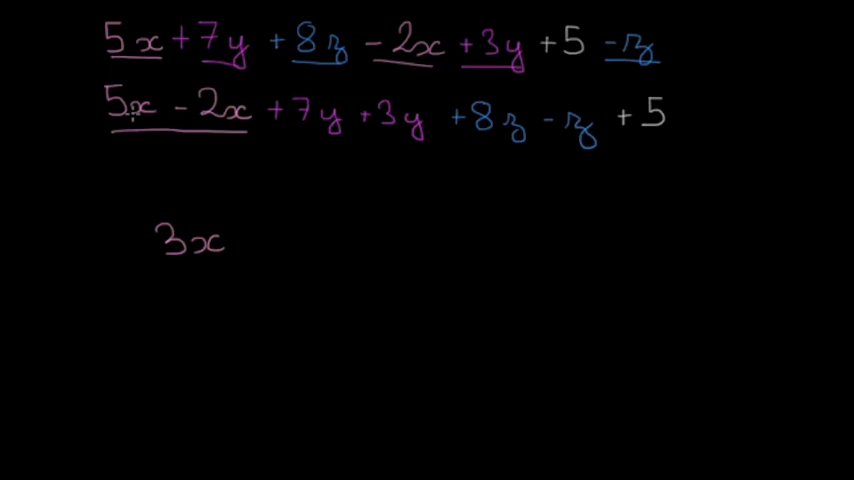 5x + 7y + 8z - 2x + 3y + 5 - z
5x - 2x + 7y + 3y + 8z - z + 5
3x